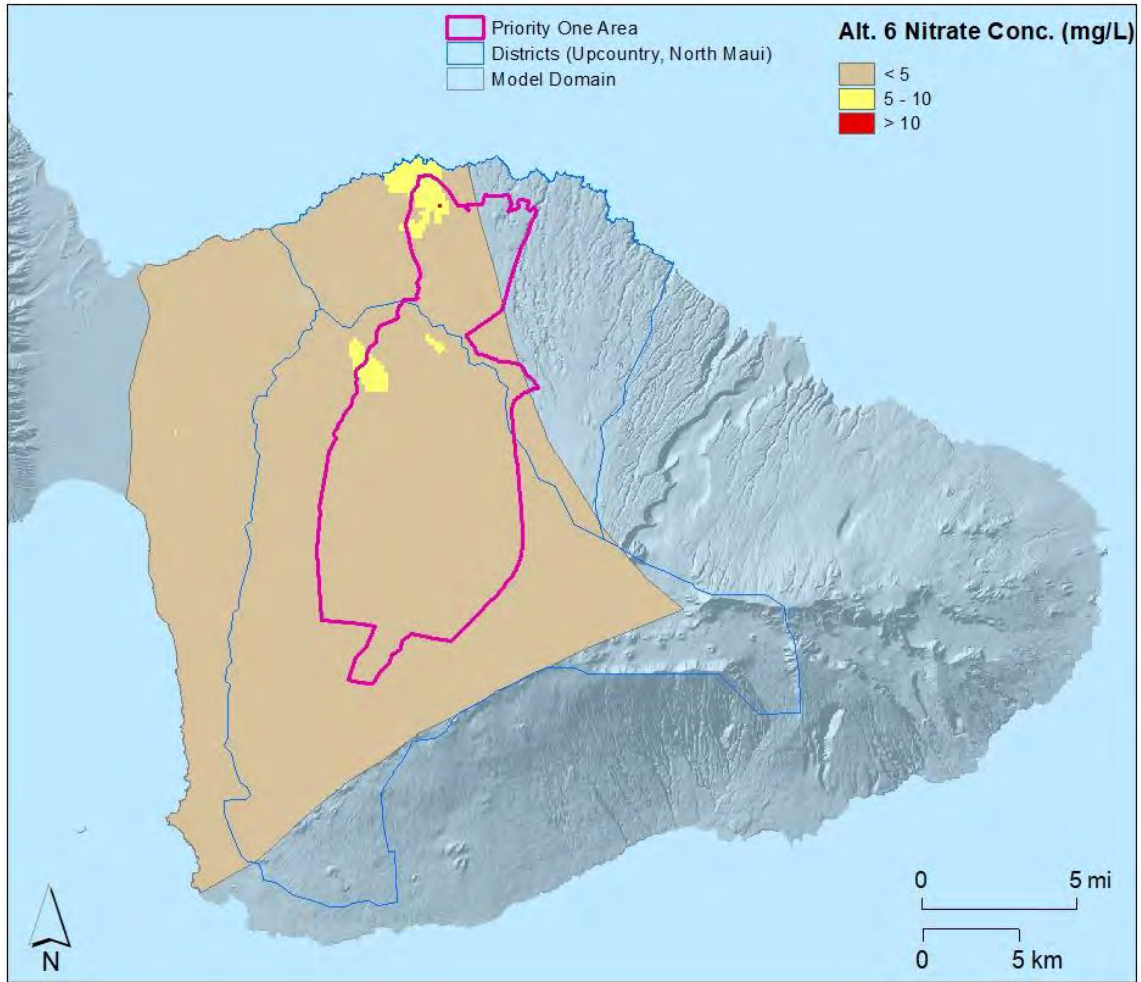 Priority One Area
Districts (Upcountry, North Maui)
Model Domain
Alt. 6 Nitrate Conc. (mg/L)
< 5
5 - 10
> 10
0 5 mi
0 5 km
N